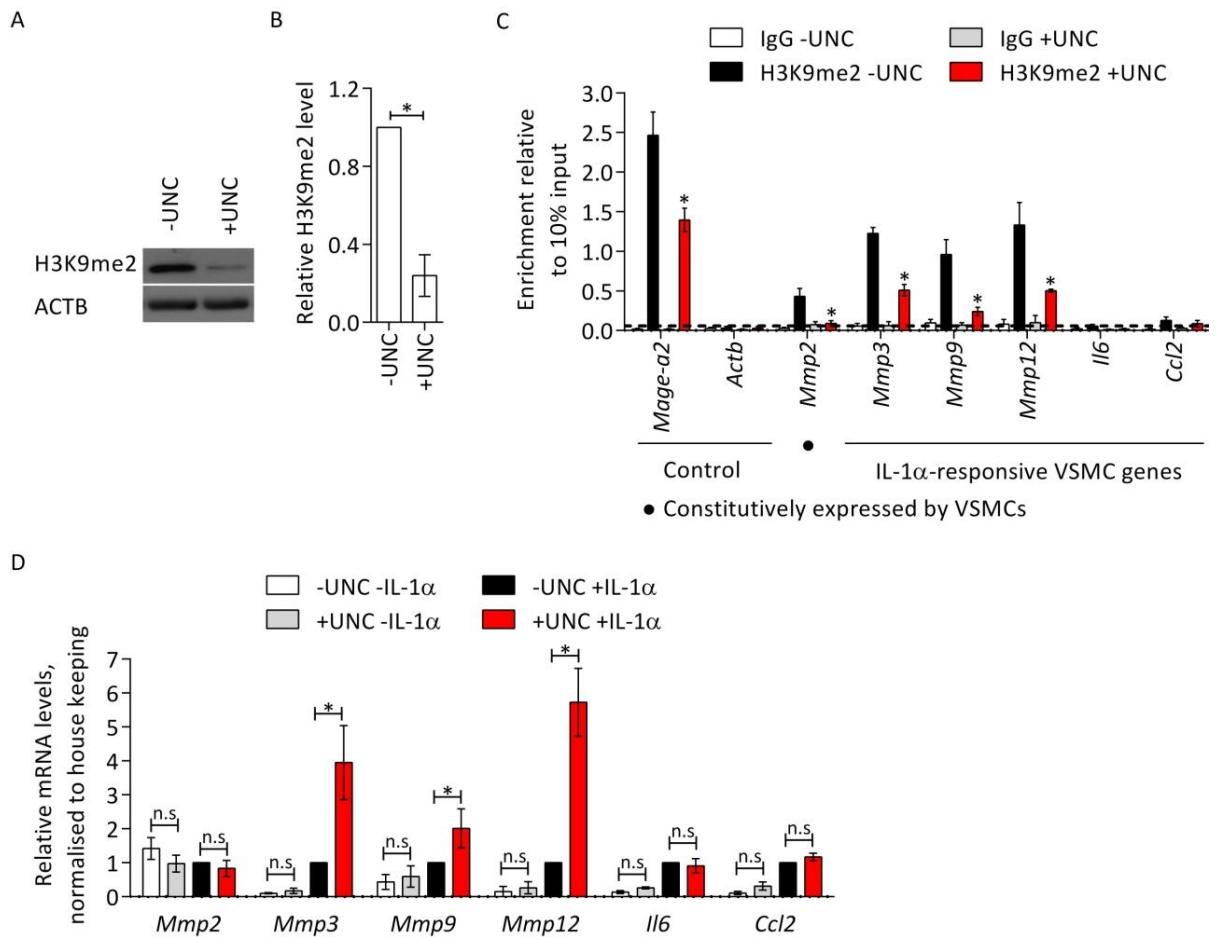 A
-UNC
+UNC
H3K9me2
ACTB
B
Relative H3K9me2 level
1.2
0.8
0.4
0.0
*
-UNC
+UNC
C
IgG -UNC
IgG +UNC
H3K9me2 -UNC
H3K9me2 +UNC
Enrichment relative
to 10% input
3.0
2.5
2.0
1.5
1.0
0.5
0.0
*
*
*
*
*
Mage-a2
Actb
Mmp2
Mmp3
Mmp9
Mmp12
Il6
Ccl2
Control
●
IL-1α-responsive VSMC genes
● Constitutively expressed by VSMCs
D
-UNC -IL-1α
-UNC +IL-1α
+UNC -IL-1α
+UNC +IL-1α
Relative mRNA levels,
normalised to house keeping
7
6
5
4
3
2
1
0
n.s
n.s
n.s
*
n.s
*
n.s
*
n.s
n.s
n.s
n.s
Mmp2
Mmp3
Mmp9
Mmp12
Il6
Ccl2